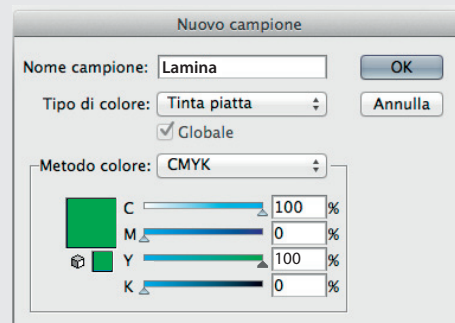 Nuovo campione
Nome campione: Lamina OK
Tipo di colore: Tinta piatta Annulla
Globale
Metodo colore: CMYK
C 100 %
M 0 %
Y 100 %
K 0 %